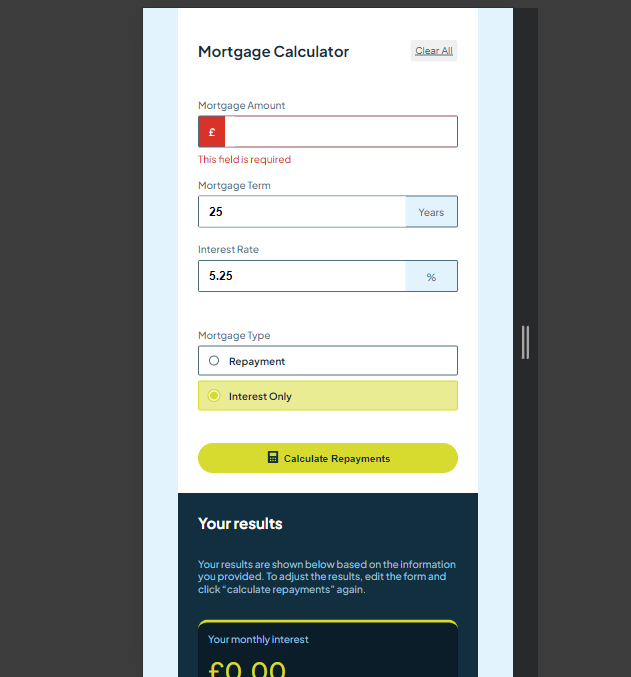 Mortgage Calculator
Clear All
Mortgage Amount
£
This field is required
Mortgage Term
25
Years
Interest Rate
5.25
%
Mortgage Type
Repayment
Interest Only
Calculate Repayments
Your results
Your results are shown below based on the information
you provided. To adjust the results, edit the form and
click “calculate repayments” again.
Your monthly interest
£0.00